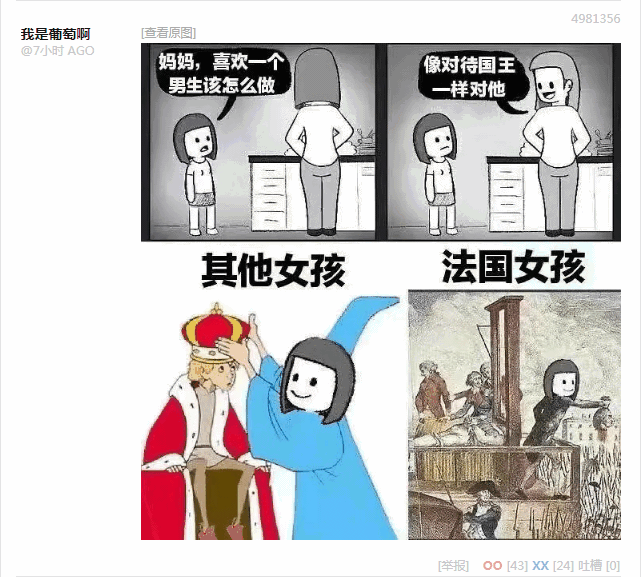 4981356
我是葡萄啊
@7小时 AGO
[查看原图]
妈妈，喜欢一个
男生该怎么做
像对待国王
一样对他
其他女孩
法国女孩
[举报] OO [43] XX [24] 吐槽 [0]